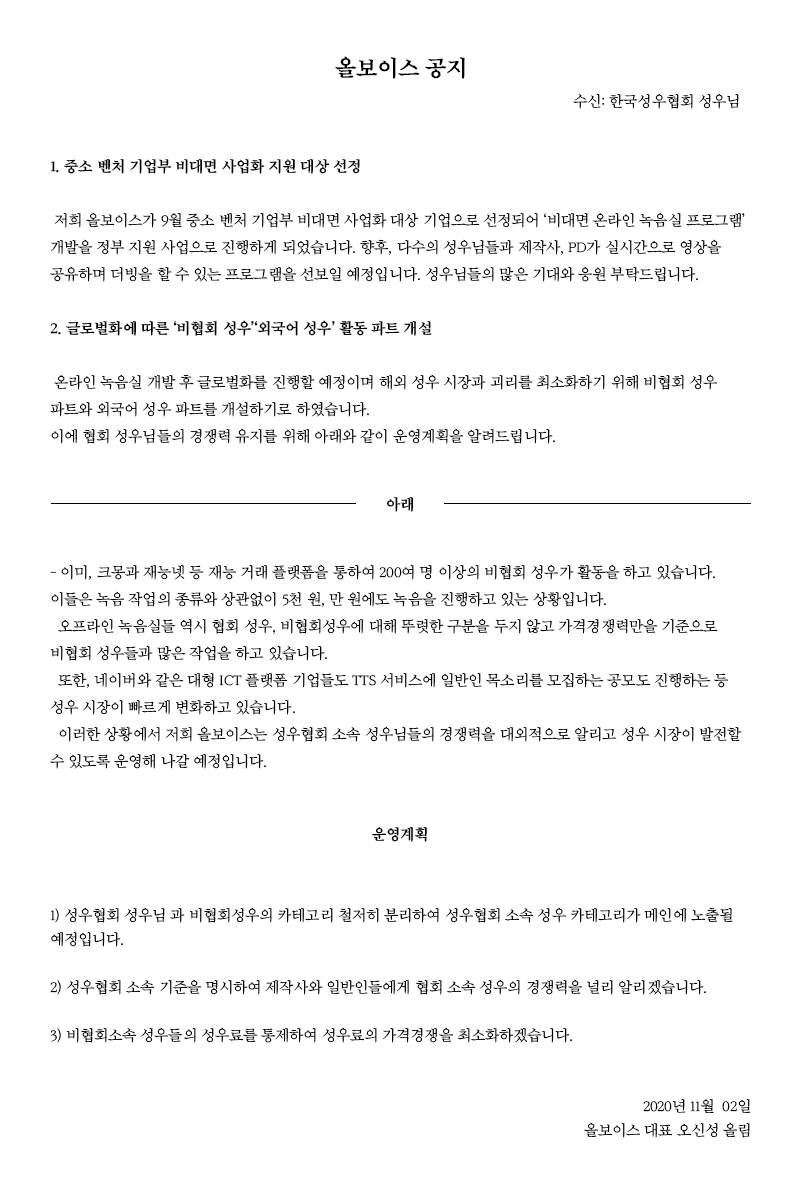 올보이스 공지
수신: 한국성우협회 성우님
1. 중소 벤처 기업부 비대면 사업화 지원 대상 선정
저희 올보이스가 9월 중소 벤처 기업부 비대면 사업화 대상 기업으로 선정되어 ‘비대면 온라인 녹음실 프로그램’
개발을 정부 지원 사업으로 진행하게 되었습니다. 향후, 다수의 성우님들과 제작사, PD가 실시간으로 영상을
공유하며 더빙을 할 수 있는 프로그램을 선보일 예정입니다. 성우님들의 많은 기대와 응원 부탁드립니다.
2. 글로벌화에 따른 ‘비협회 성우’‘외국어 성우’ 활동 파트 개설
온라인 녹음실 개발 후 글로벌화를 진행할 예정이며 해외 성우 시장과 괴리를 최소화하기 위해 비협회 성우
파트와 외국어 성우 파트를 개설하기로 하였습니다.
이에 협회 성우님들의 경쟁력 유지를 위해 아래와 같이 운영계획을 알려드립니다.
아래
- 이미, 크몽과 재능넷 등 재능 거래 플랫폼을 통하여 200여 명 이상의 비협회 성우가 활동을 하고 있습니다.
이들은 녹음 작업의 종류와 상관없이 5천 원, 만 원에도 녹음을 진행하고 있는 상황입니다.
오프라인 녹음실들 역시 협회 성우, 비협회성우에 대해 뚜렷한 구분을 두지 않고 가격경쟁력만을 기준으로
비협회 성우들과 많은 작업을 하고 있습니다.
또한, 네이버와 같은 대형 ICT 플랫폼 기업들도 TTS 서비스에 일반인 목소리를 모집하는 공모도 진행하는 등
성우 시장이 빠르게 변화하고 있습니다.
이러한 상황에서 저희 올보이스는 성우협회 소속 성우님들의 경쟁력을 대외적으로 알리고 성우 시장이 발전할
수 있도록 운영해 나갈 예정입니다.
운영계획
1) 성우협회 성우님 과 비협회성우의 카테고리 철저히 분리하여 성우협회 소속 성우 카테고리가 메인에 노출될
예정입니다.
2) 성우협회 소속 기준을 명시하여 제작사와 일반인들에게 협회 소속 성우의 경쟁력을 널리 알리겠습니다.
3) 비협회소속 성우들의 성우료를 통제하여 성우료의 가격경쟁을 최소화하겠습니다.
2020년 11월 02일
올보이스 대표 오신성 올림